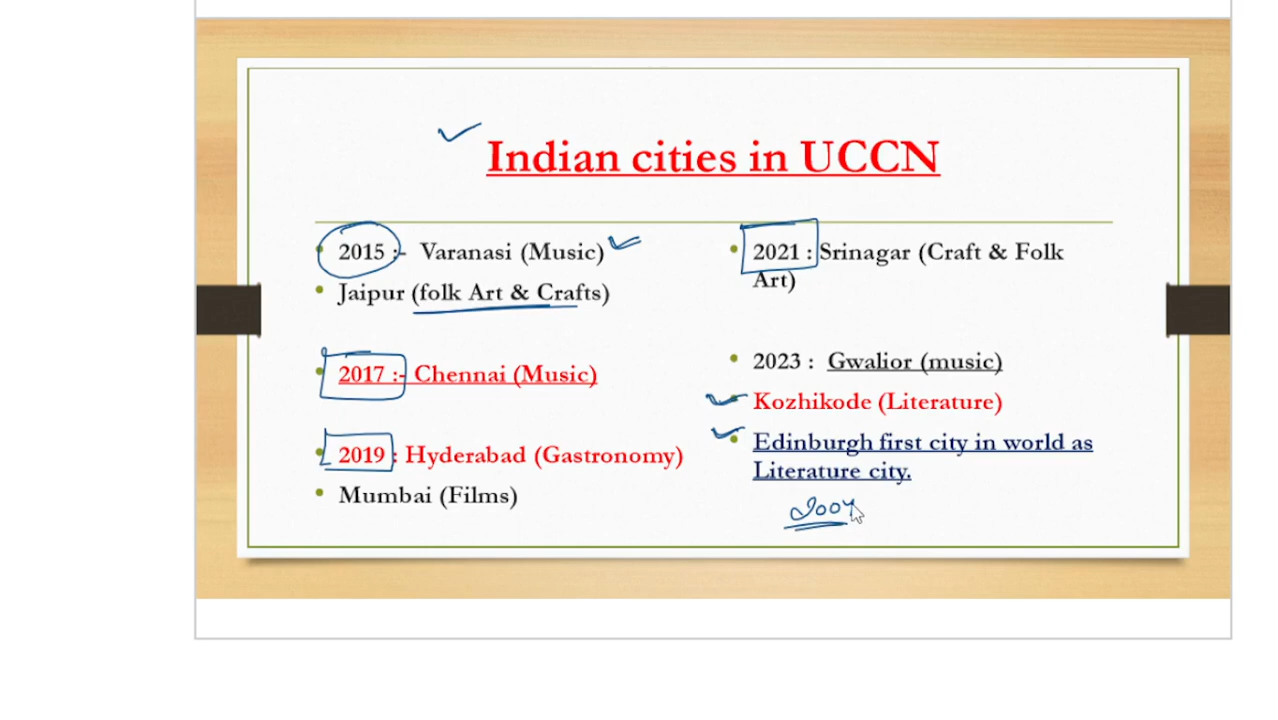 Indian cities in UCCN
2015 :- Varanasi (Music)
Jaipur (folk Art & Crafts)
2017 :- Chennai (Music)
2019 : Hyderabad (Gastronomy)
Mumbai (Films)
2021 : Srinagar (Craft & Folk
Art)
2023 : Gwalior (music)
Kozhikode (Literature)
Edinburgh first city in world as
Literature city.
2004